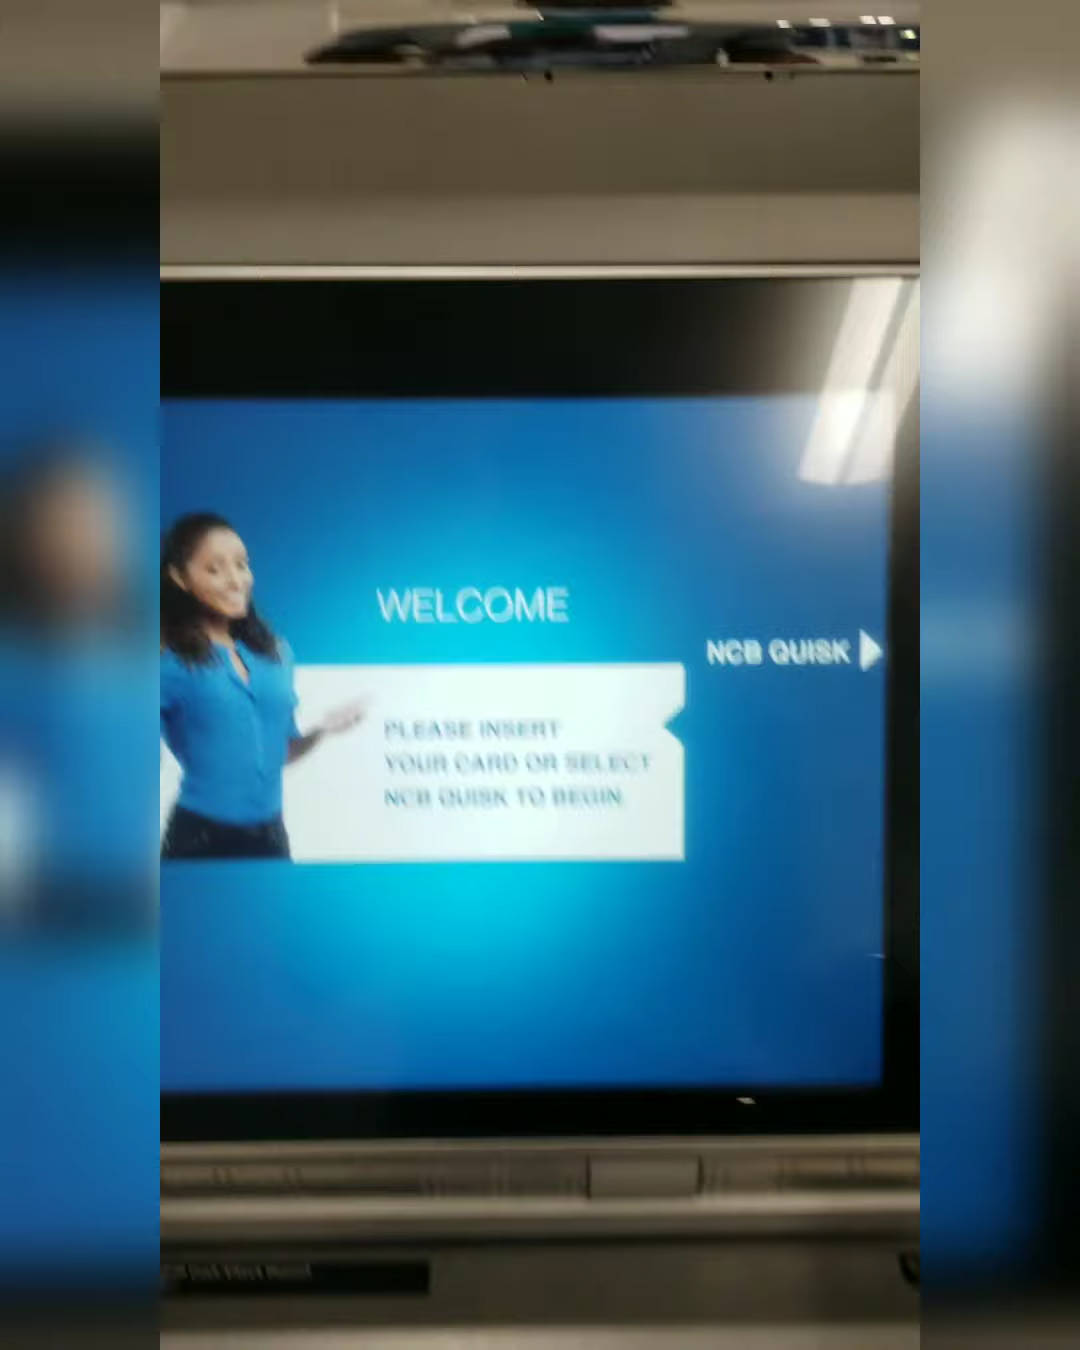 WELCOME
NCB QUISK
PLEASE INSERT
YOUR CARD OR SELECT
NCB QUISK TO BEGIN.